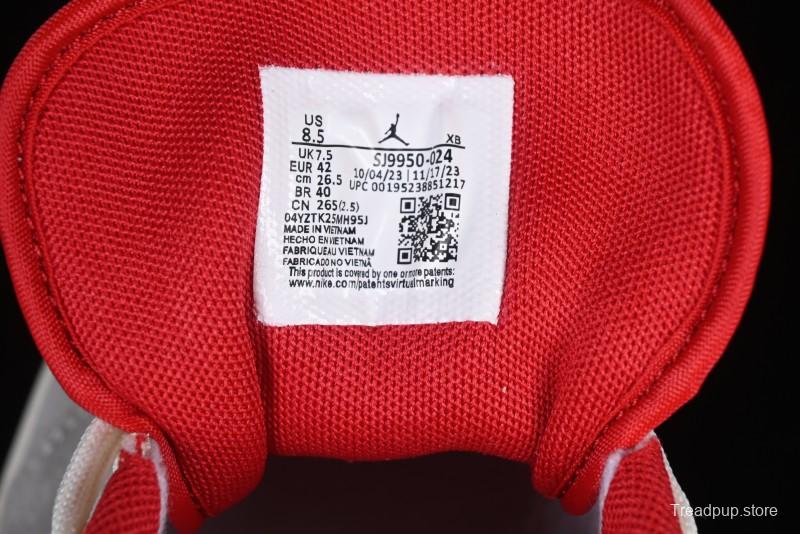 US
8.5 XB
UK 7.5 SJ9950-024
EUR 42 10/04/23 | 11/17/23
cm 26.5 UPC 00195238851217
BR 40
CN 265(2.5)
04YZTK25MH95J
MADE IN VIETNAM
HECHO EN VIETNAM
FABRIQUEAU VIETNAM
FABRICADO NO VIETNÃ
This product is covered by one or more patents:
www.nike.com/patentsvirtualmarking
Treadpup.store